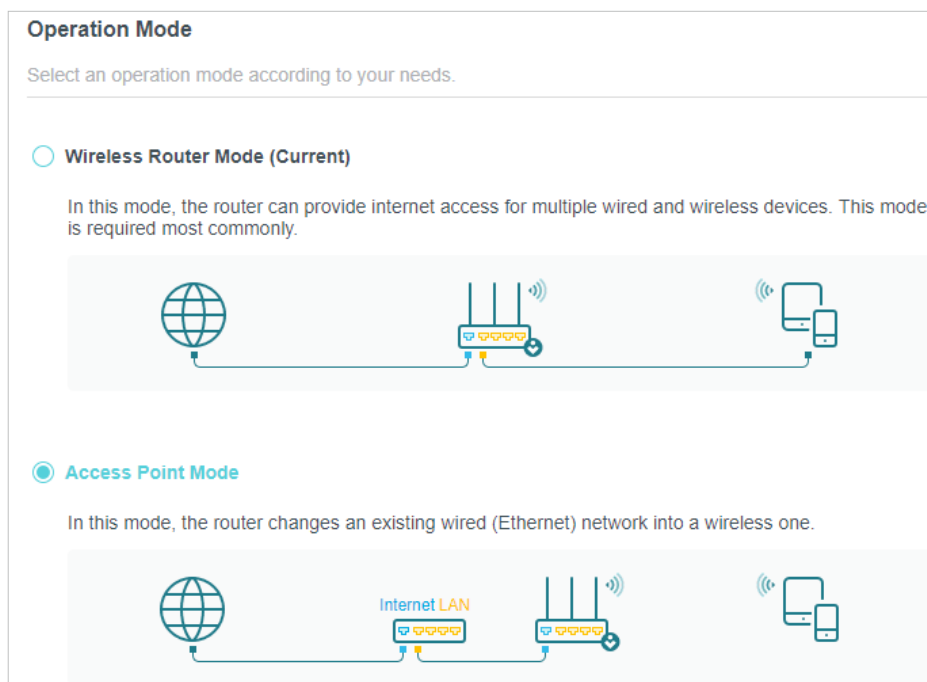 Operation Mode
Select an operation mode according to your needs.
Wireless Router Mode (Current)
In this mode, the router can provide internet access for multiple wired and wireless devices. This mode
is required most commonly.
Access Point Mode
In this mode, the router changes an existing wired (Ethernet) network into a wireless one.
Internet LAN